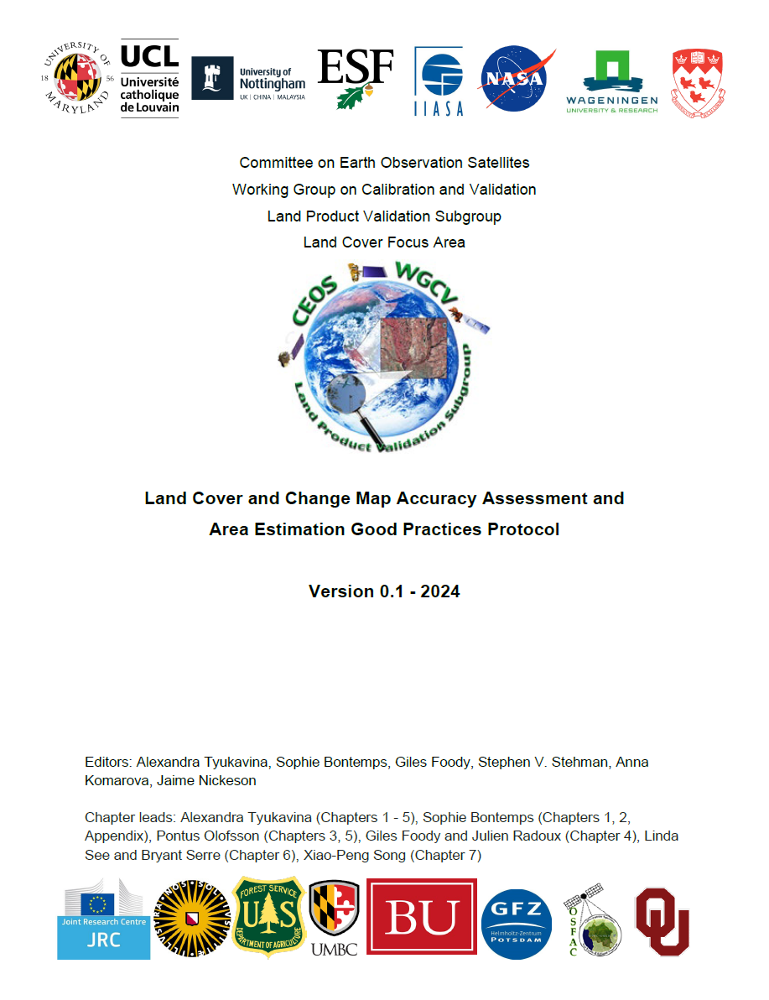 UNIVERSITY OF
18 56
MARYLAND
UCL
Université
catholique
de Louvain
University of
Nottingham
UK | CHINA | MALAYSIA
ESF
IIASA
NASA
WAGENINGEN
UNIVERSITY & RESEARCH
Committee on Earth Observation Satellites
Working Group on Calibration and Validation
Land Product Validation Subgroup
Land Cover Focus Area
CEOS WGCV
Land Product Validation Subgroup
Land Cover and Change Map Accuracy Assessment and
Area Estimation Good Practices Protocol
Version 0.1 - 2024
Editors: Alexandra Tyukavina, Sophie Bontemps, Giles Foody, Stephen V. Stehman, Anna
Komarova, Jaime Nickeson
Chapter leads: Alexandra Tyukavina (Chapters 1 - 5), Sophie Bontemps (Chapters 1, 2,
Appendix), Pontus Olofsson (Chapters 3, 5), Giles Foody and Julien Radoux (Chapter 4), Linda
See and Bryant Serre (Chapter 6), Xiao-Peng Song (Chapter 7)
Joint Research Centre
JRC
FOREST SERVICE
US
DEPARTMENT OF AGRICULTURE
UMBC
BU
GFZ
Helmholtz-Zentrum
POTSDAM
OSFAC
OU